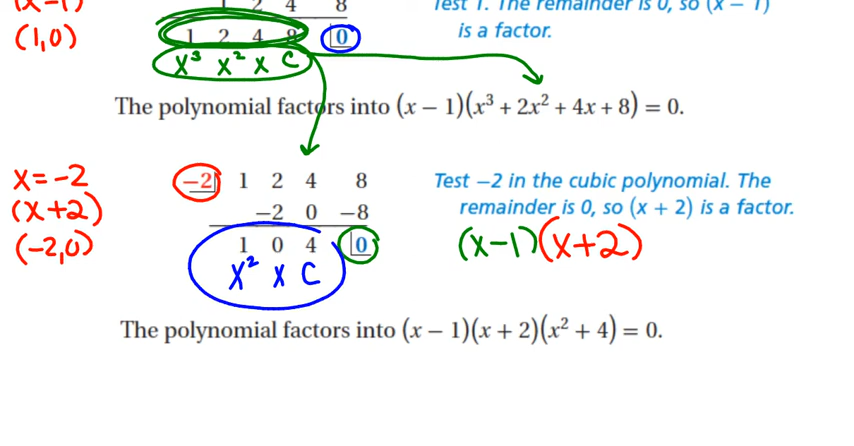 (x-1)
1 2 4 8
Test 1. The remainder is 0, so (x − 1)
(1,0)
1 2 4 8 0
is a factor.
x³ x² x C
The polynomial factors into (x − 1)(x³ + 2x² + 4x + 8) = 0.
x=-2
−2 1 2 4 8
Test −2 in the cubic polynomial. The
(x+2)
−2 0 −8
remainder is 0, so (x + 2) is a factor.
(-2,0)
1 0 4 0
(x-1)(x+2)
x² x C
The polynomial factors into (x − 1)(x + 2)(x² + 4) = 0.